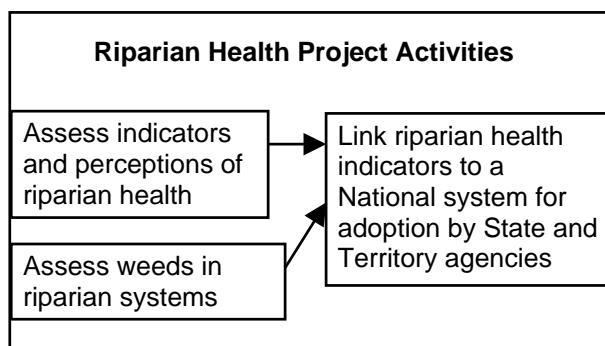 Riparian Health Project Activities
Assess indicators
and perceptions of
riparian health
Assess weeds in
riparian systems
Link riparian health
indicators to a
National system for
adoption by State and
Territory agencies